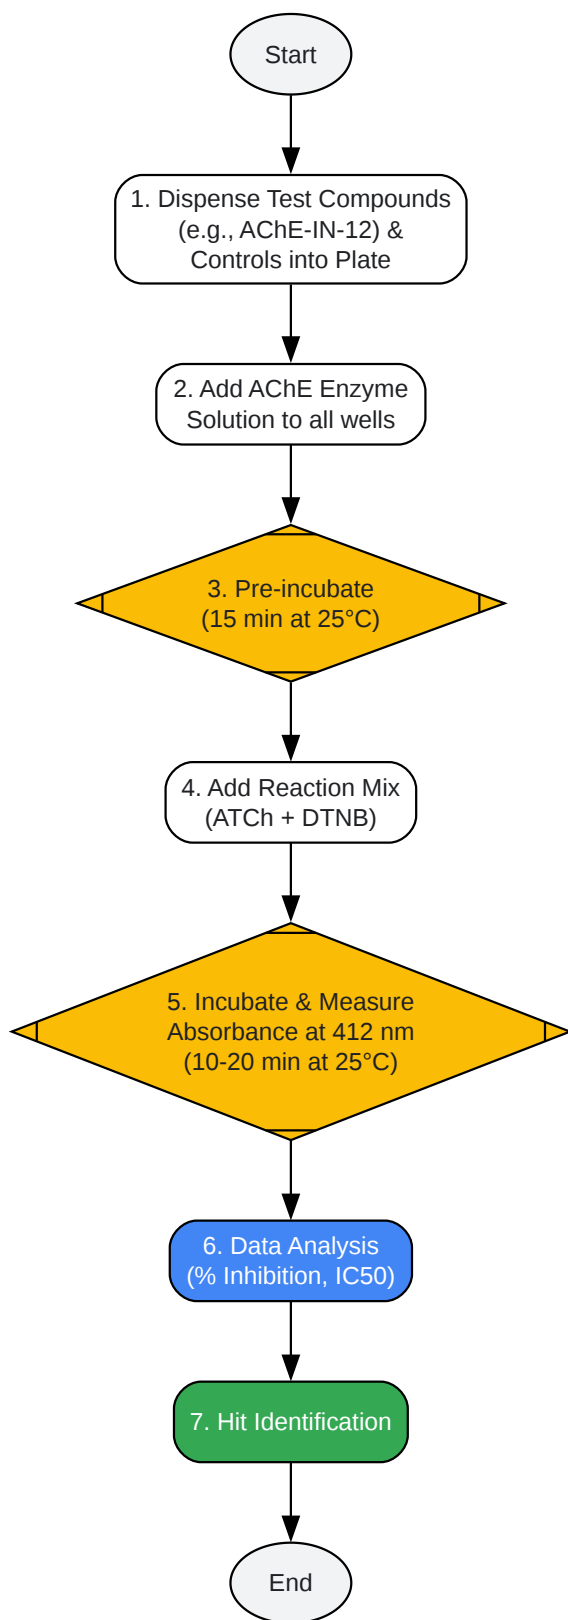 Start
1. Dispense Test Compounds
(e.g., AChE-IN-12) &
Controls into Plate
2. Add AChE Enzyme
Solution to all wells
3. Pre-incubate
(15 min at 25°C)
4. Add Reaction Mix
(ATCh + DTNB)
5. Incubate & Measure
Absorbance at 412 nm
(10-20 min at 25°C)
6. Data Analysis
(% Inhibition, IC50)
7. Hit Identification
End